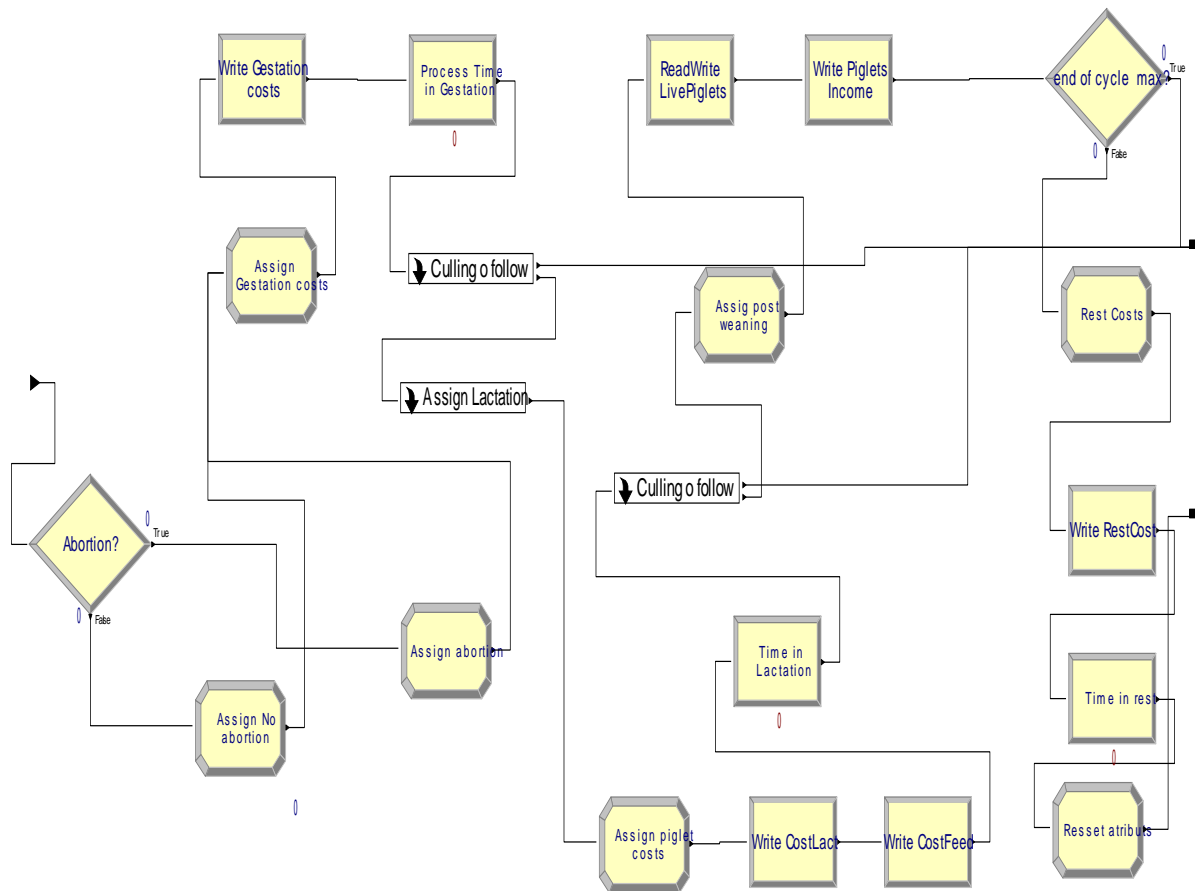 Write Gestation
costs
Process Time
in Gestation
0
ReadWrite
LivePiglets
Write Piglets
Income
end of cycle max?
0
True
0
False
Assign
Gestation costs
Culling o follow
Assig post
weaning
Rest Costs
Assign Lactation
Culling o follow
Abortion?
0
True
0
False
Write RestCost
Assign abortion
Time in
Lactation
0
Time in rest
0
Assign No
abortion
0
Assign piglet
costs
Write CostLact
Write CostFeed
Resset atributs